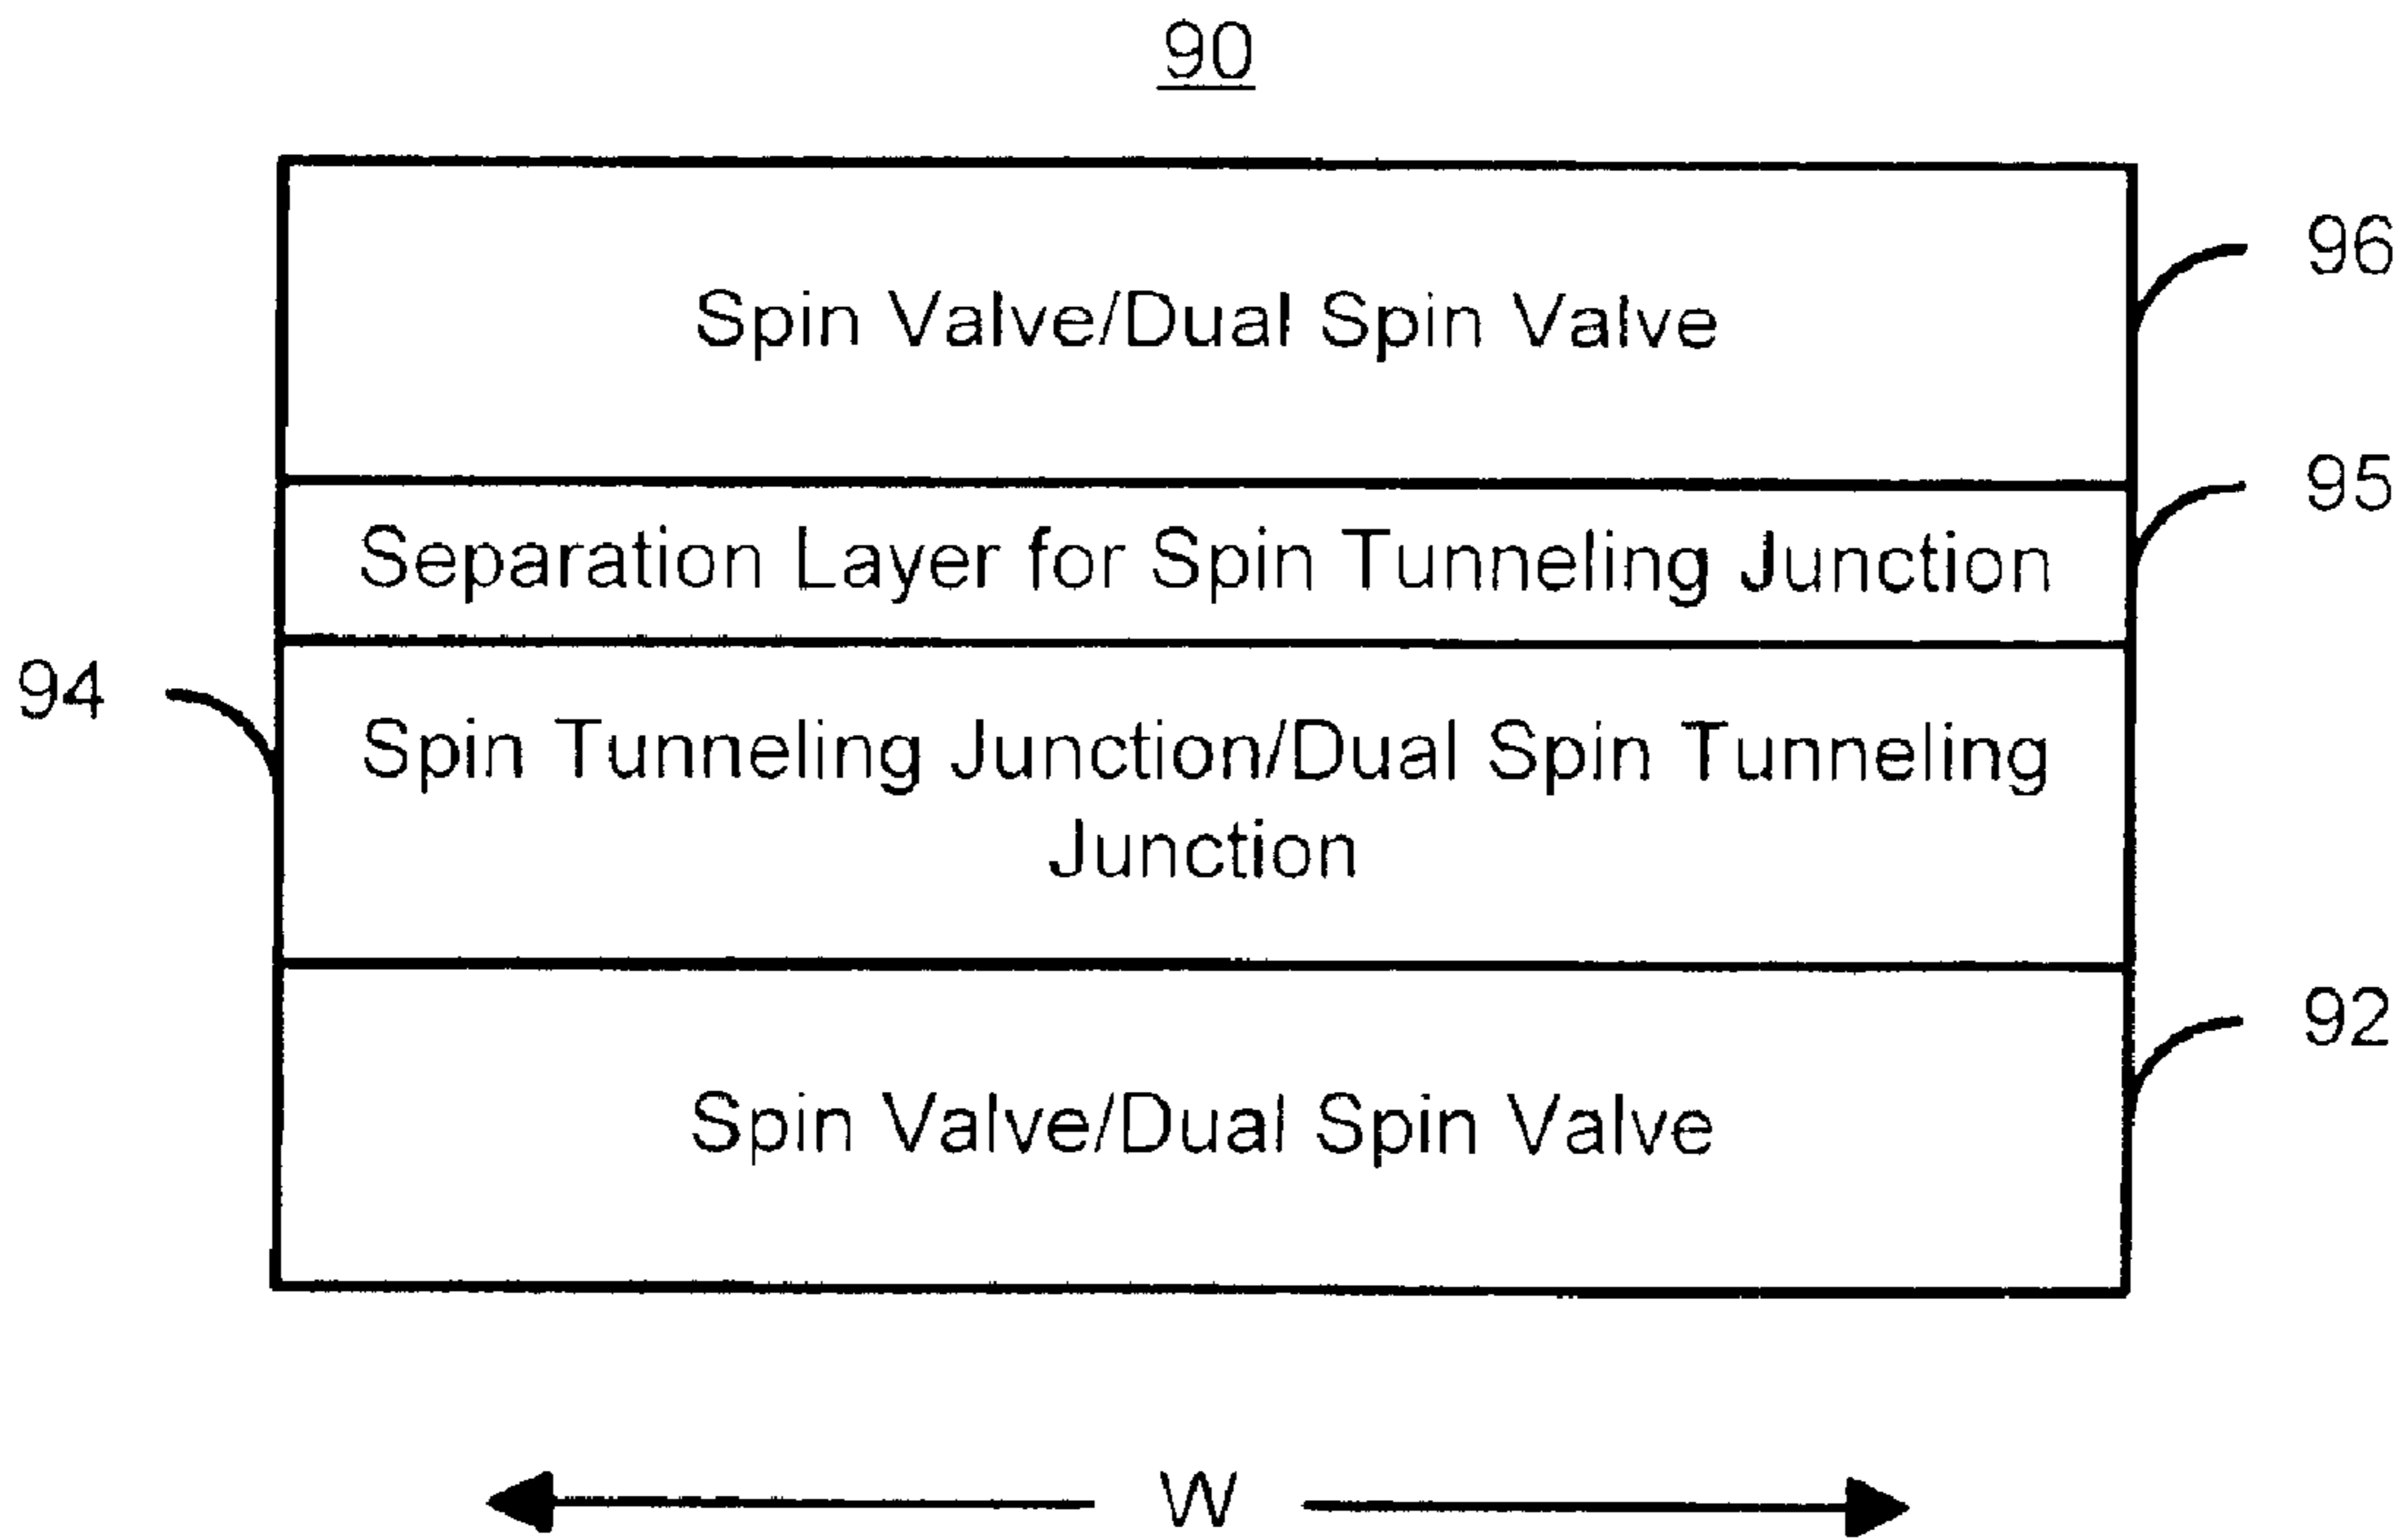 90
Spin Valve/Dual Spin Valve
96
Separation Layer for Spin Tunneling Junction
95
94
Spin Tunneling Junction/Dual Spin Tunneling
Junction
Spin Valve/Dual Spin Valve
92
W